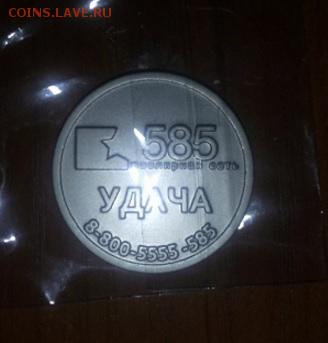 COINS.LAVE.RU
585
ювелирная сеть
УДАЧА
8-800-5555-585